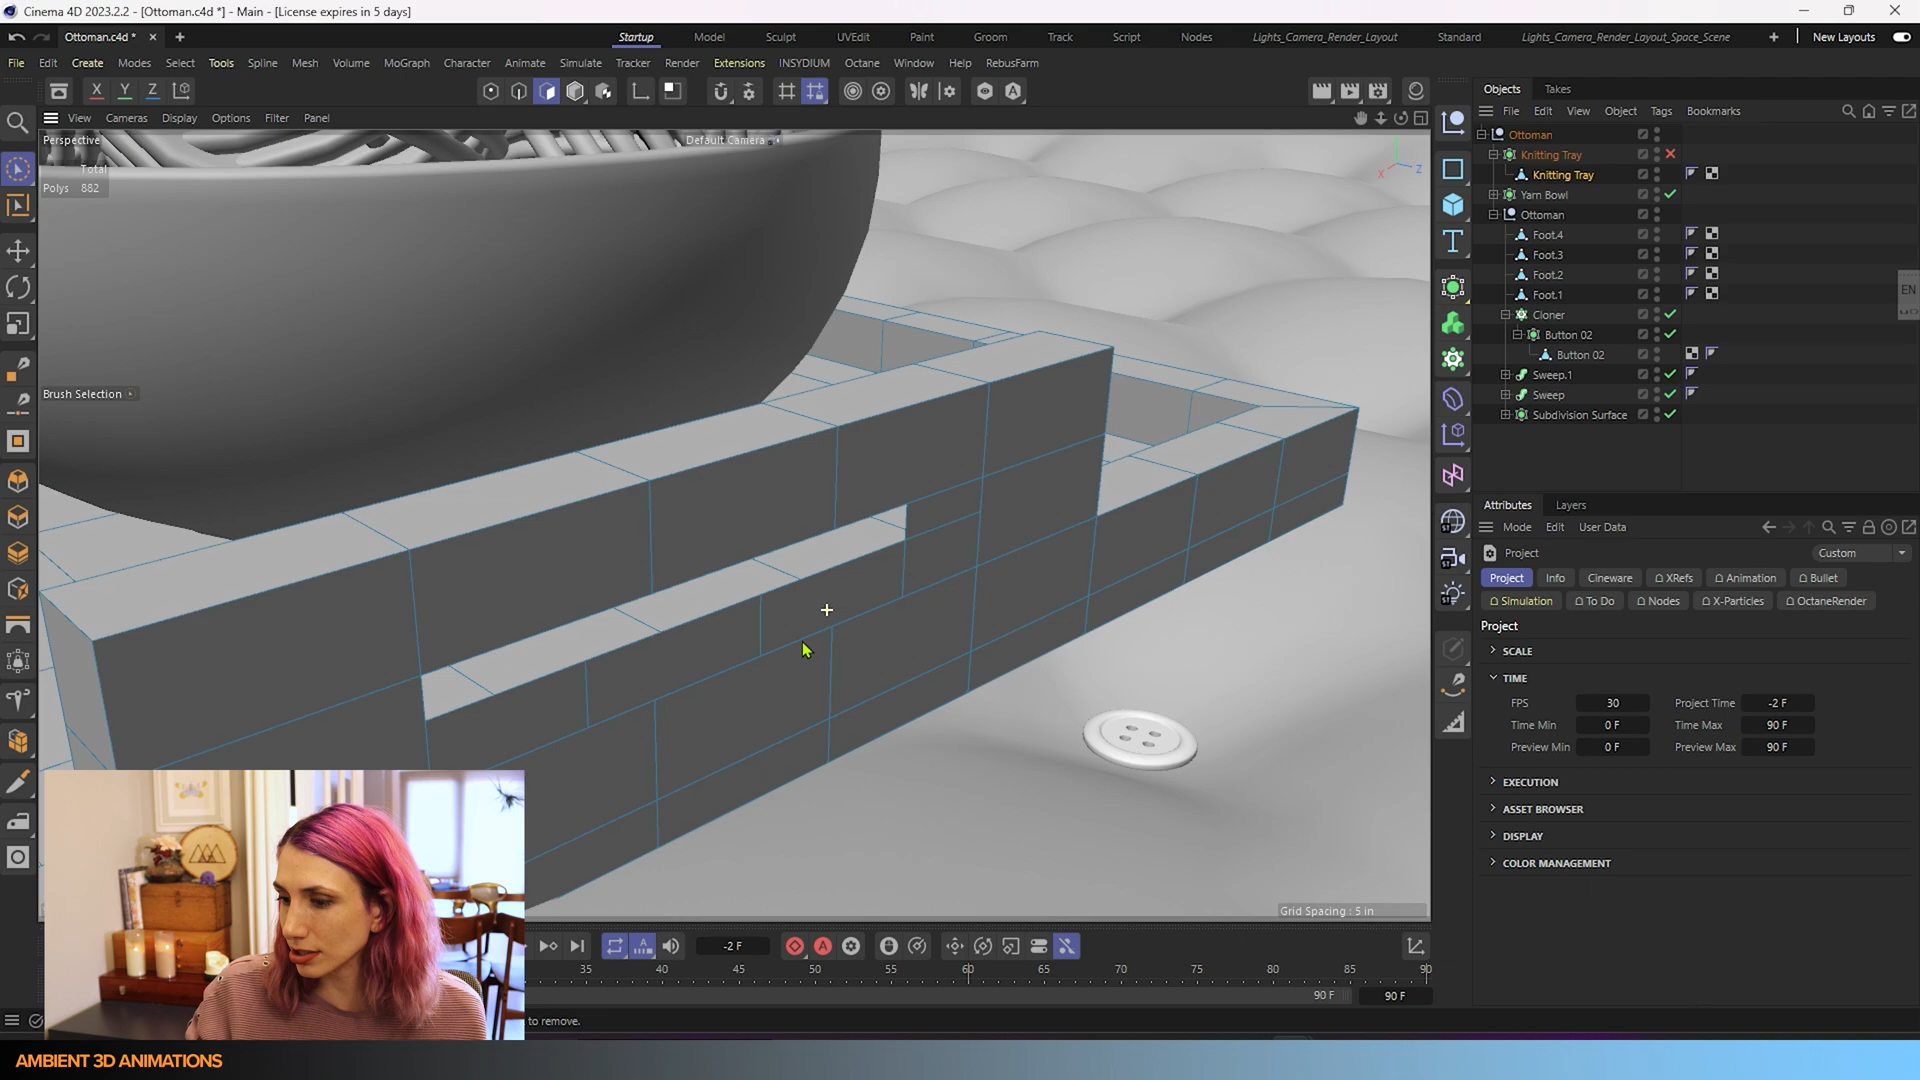 Cinema 4D 2023.2.2 - [Ottoman.c4d *] - Main - [License expires in 5 days]
Ottoman.c4d *
Startup Model Sculpt UVEdit Paint Groom Track Script Nodes Lights_Camera_Render_Layout Standard Lights_Camera_Render_Layout_Space_Scene New Layouts
File Edit Create Modes Select Tools Spline Mesh Volume MoGraph Character Animate Simulate Tracker Render Extensions INSYDIUM Octane Window Help RebusFarm
X Y Z
View Cameras Display Options Filter Panel
Perspective
Default Camera
Total
Polys 882
Brush Selection
X Z
Grid Spacing : 5 in
Objects Takes
File Edit View Object Tags Bookmarks
Ottoman
Knitting Tray
Knitting Tray
Yarn Bowl
Ottoman
Foot.4
Foot.3
Foot.2
Foot.1
Cloner
Button 02
Button 02
Sweep.1
Sweep
Subdivision Surface
EN
Attributes Layers
Mode Edit User Data
Project Custom
Project Info Cineware XRefs Animation Bullet
Simulation To Do Nodes X-Particles OctaneRender
Project
SCALE
TIME
FPS 30 Project Time -2 F
Time Min 0 F Time Max 90 F
Preview Min 0 F Preview Max 90 F
EXECUTION
ASSET BROWSER
DISPLAY
COLOR MANAGEMENT
-2 F
35 40 45 50 55 60 65 70 75 80 85 90
90 F 90 F
to remove.
AMBIENT 3D ANIMATIONS